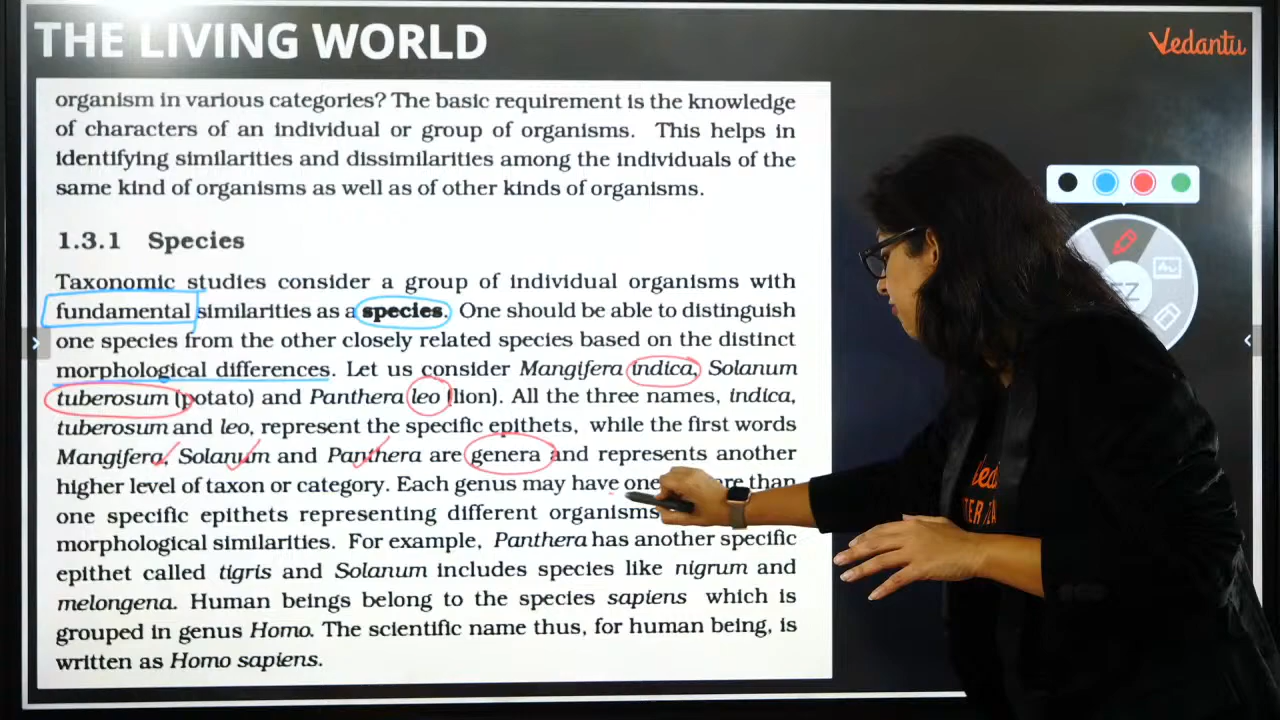 THE LIVING WORLD
Vedantu
organism in various categories? The basic requirement is the knowledge
of characters of an individual or group of organisms. This helps in
identifying similarities and dissimilarities among the individuals of the
same kind of organisms as well as of other kinds of organisms.
1.3.1 Species
Taxonomic studies consider a group of individual organisms with
fundamental similarities as a species. One should be able to distinguish
one species from the other closely related species based on the distinct
morphological differences. Let us consider Mangifera indica, Solanum
tuberosum (potato) and Panthera leo (lion). All the three names, indica,
tuberosum and leo, represent the specific epithets, while the first words
Mangifera, Solanum and Panthera are genera and represents another
higher level of taxon or category. Each genus may have one than
one specific epithets representing different organisms
morphological similarities. For example, Panthera has another specific
epithet called tigris and Solanum includes species like nigrum and
melongena. Human beings belong to the species sapiens which is
grouped in genus Homo. The scientific name thus, for human being, is
written as Homo sapiens.